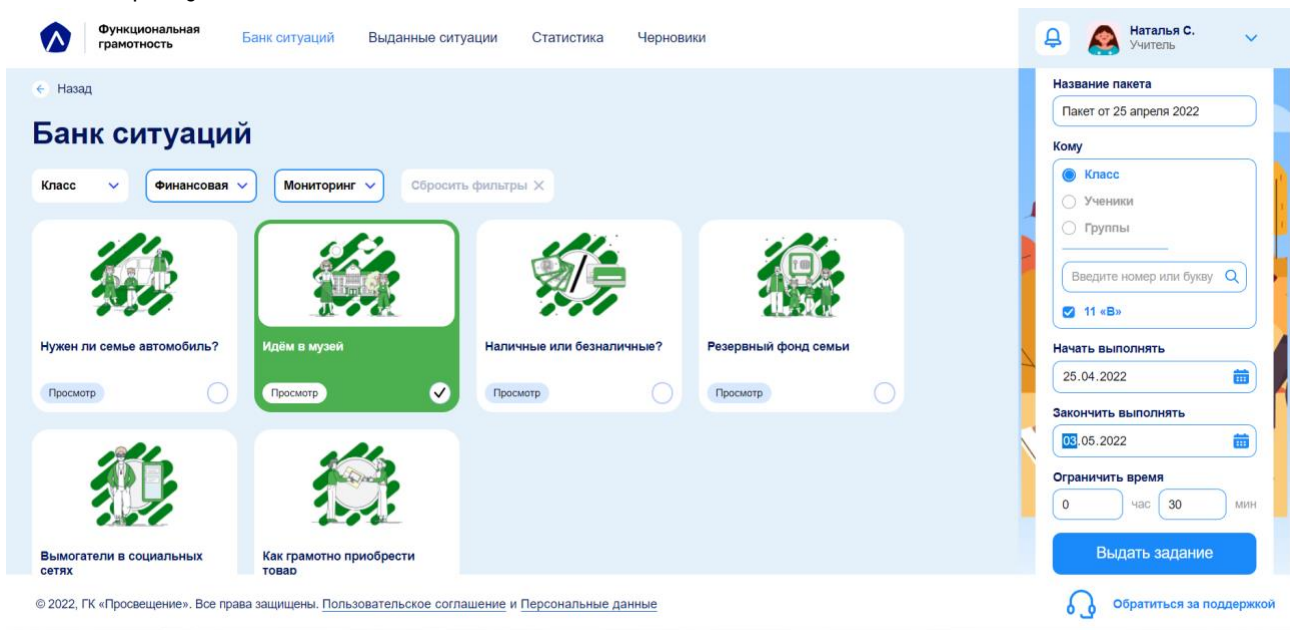 Функциональная
грамотность
Банк ситуаций
Выданные ситуации
Статистика
Черновики
Наталья С.
Учитель
Назад
Банк ситуаций
Класс
Финансовая
Мониторинг
Сбросить фильтры
Нужен ли семье автомобиль?
Просмотр
Идём в музей
Просмотр
Наличные или безналичные?
Просмотр
Резервный фонд семьи
Просмотр
Вымогатели в социальных
сетях
Как грамотно приобрести
товар
Название пакета
Пакет от 25 апреля 2022
Кому
Класс
Ученики
Группы
Введите номер или букву
11 «В»
Начать выполнять
25.04.2022
Закончить выполнять
03.05.2022
Ограничить время
0 час 30 мин
Выдать задание
© 2022, ГК «Просвещение». Все права защищены. Пользовательское соглашение и Персональные данные
Обратиться за поддержкой